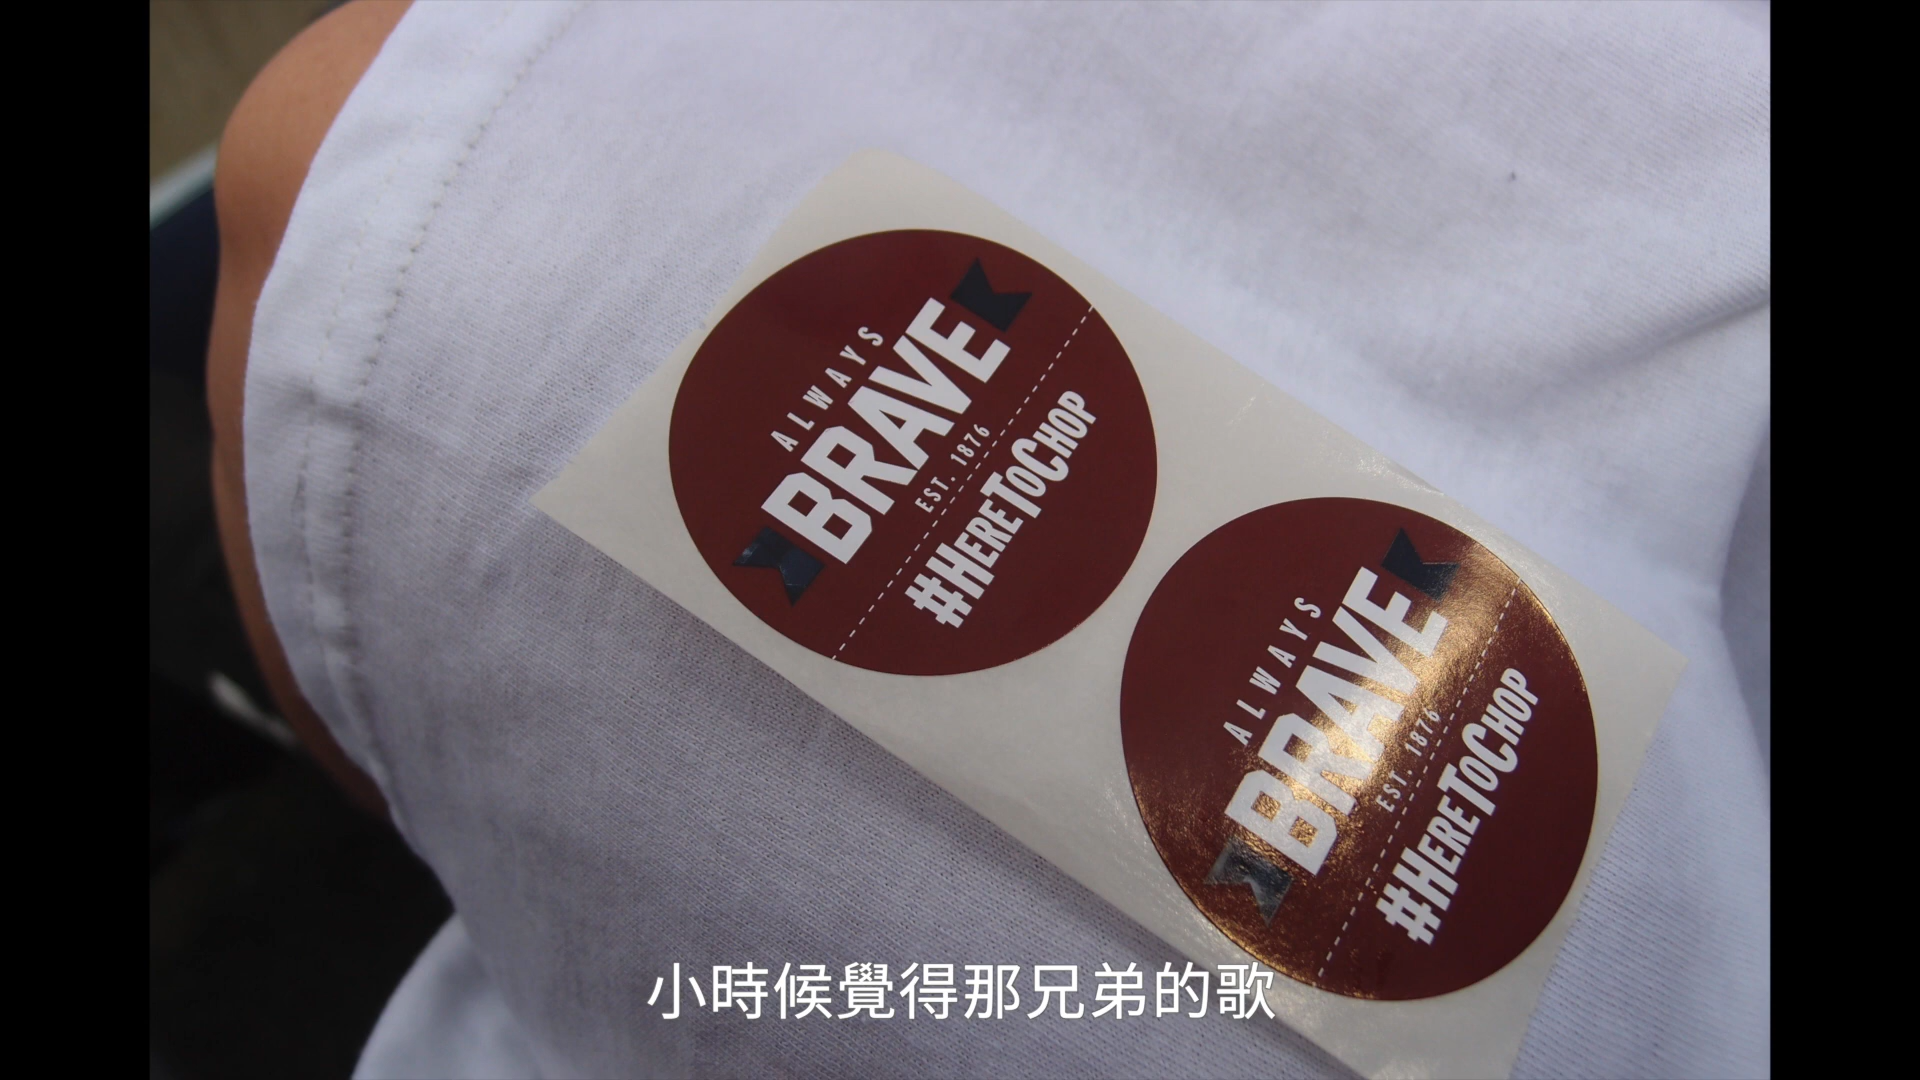 ALWAYS
BRAVE
EST. 1876
#HERETOCHOP
ALWAYS
BRAVE
EST. 1876
#HERETOCHOP
小時候覺得那兄弟的歌